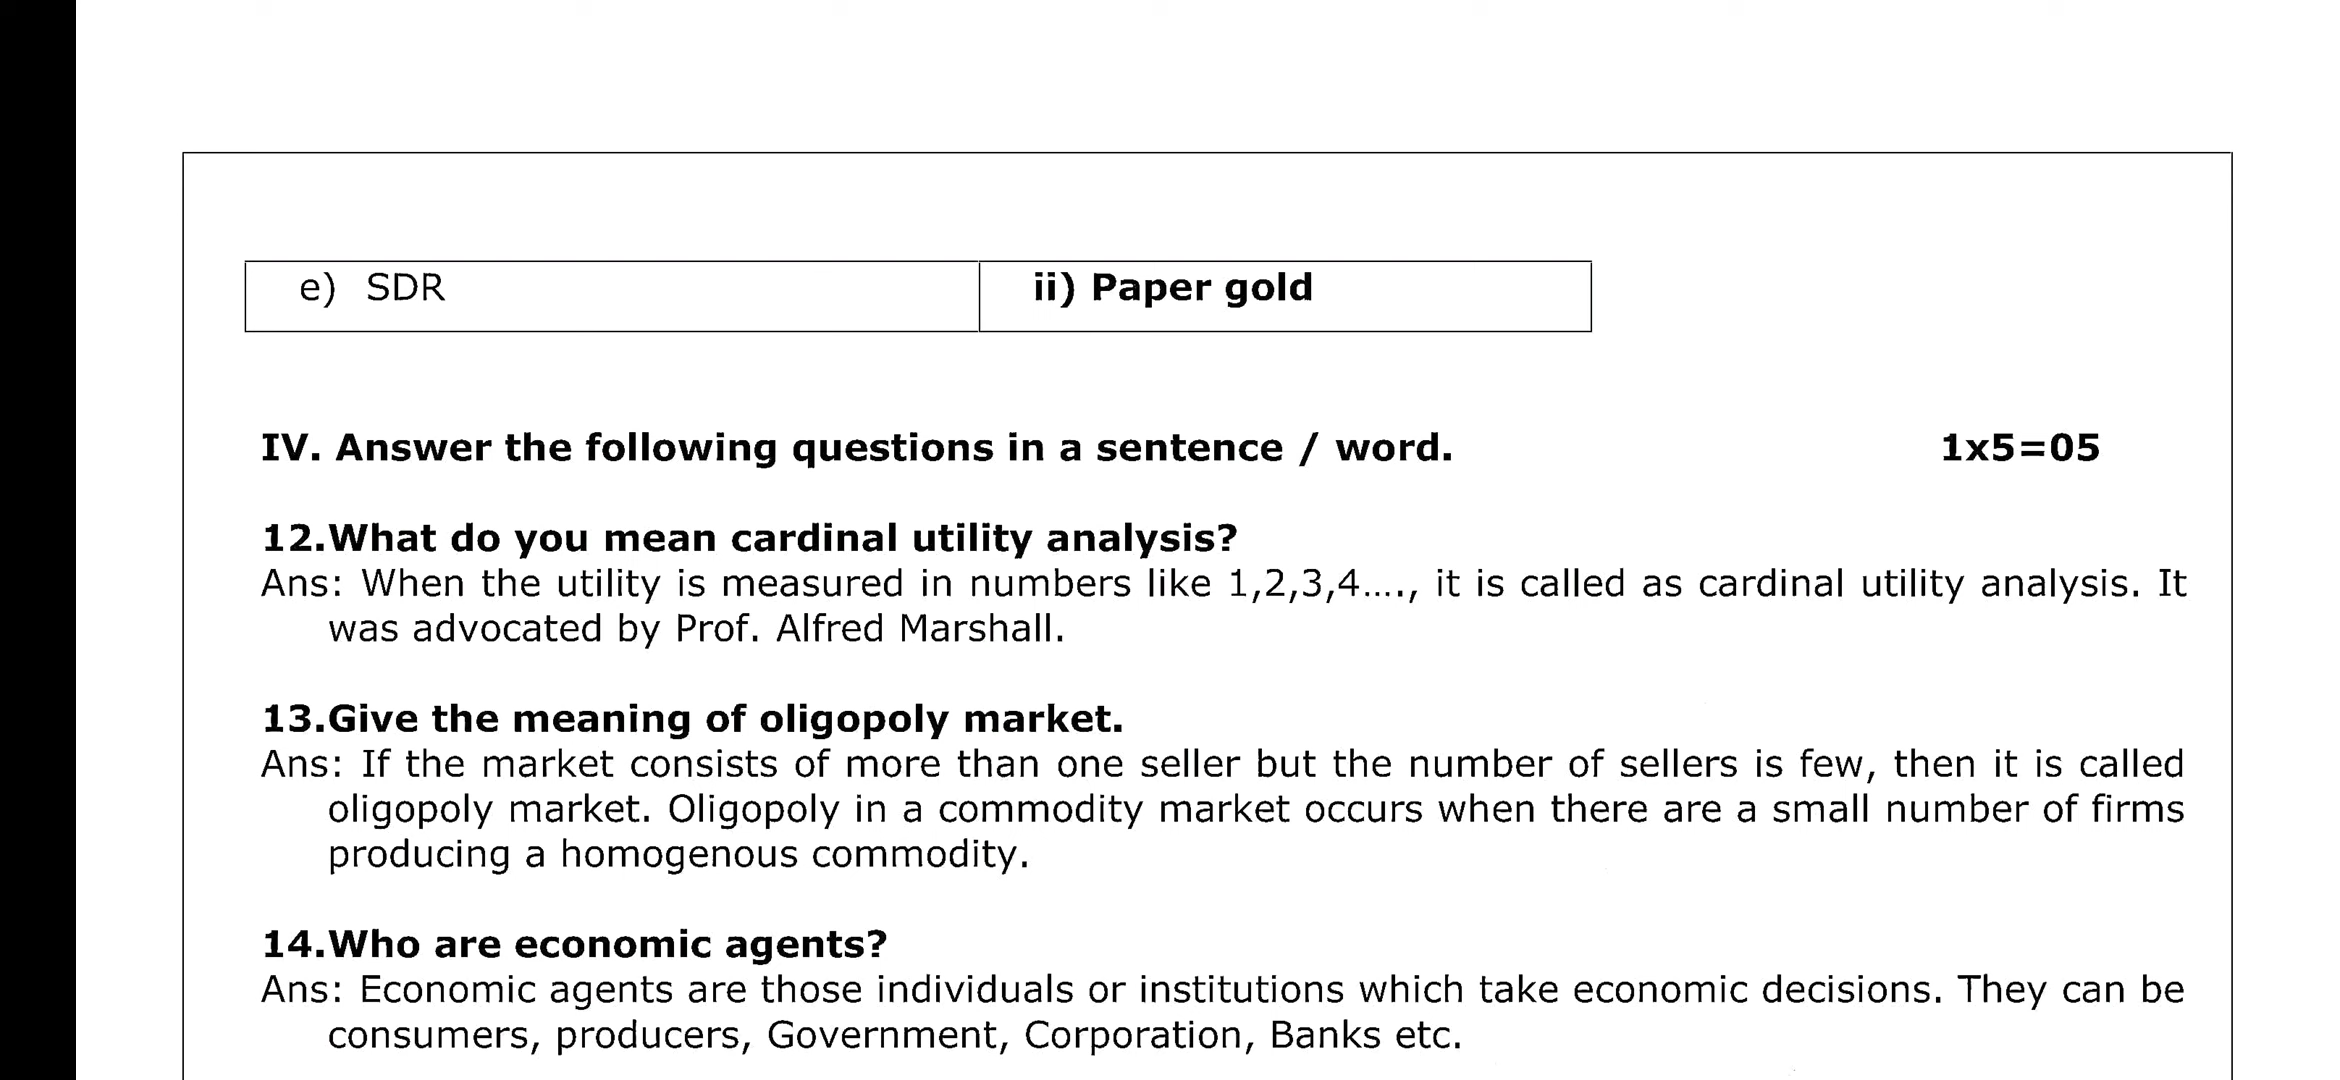 e) SDR ii) Paper gold
IV. Answer the following questions in a sentence / word. 1x5=05
12.What do you mean cardinal utility analysis?
Ans: When the utility is measured in numbers like 1,2,3,4…., it is called as cardinal utility analysis. It
was advocated by Prof. Alfred Marshall.
13.Give the meaning of oligopoly market.
Ans: If the market consists of more than one seller but the number of sellers is few, then it is called
oligopoly market. Oligopoly in a commodity market occurs when there are a small number of firms
producing a homogenous commodity.
14.Who are economic agents?
Ans: Economic agents are those individuals or institutions which take economic decisions. They can be
consumers, producers, Government, Corporation, Banks etc.